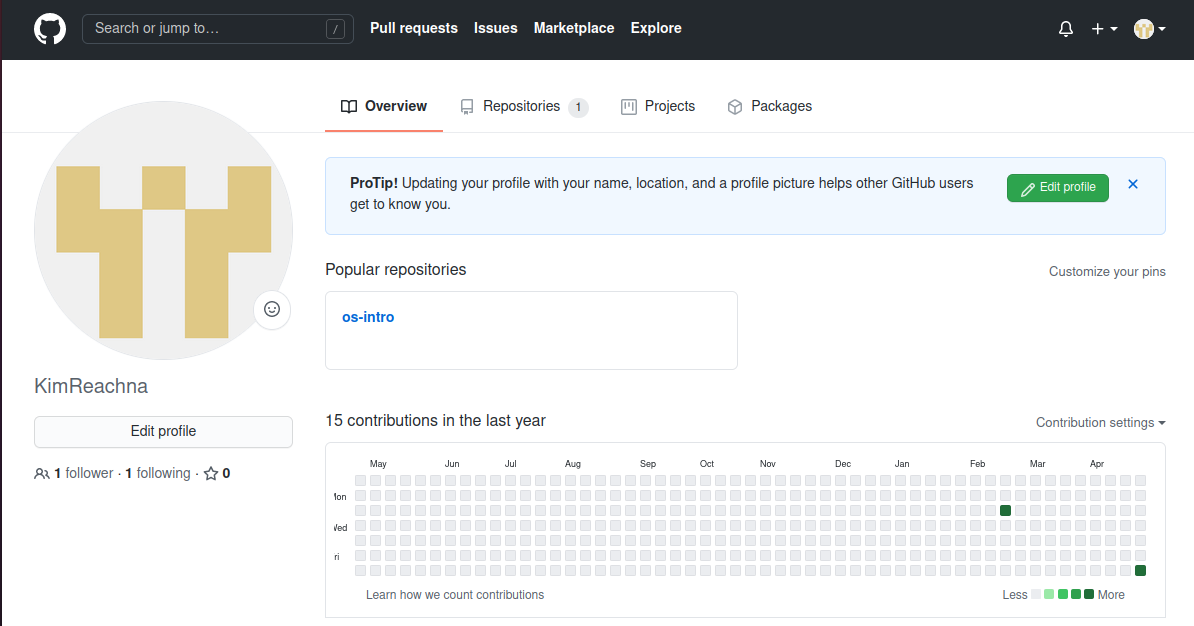 Search or jump to… / Pull requests Issues Marketplace Explore
Overview Repositories 1 Projects Packages
ProTip! Updating your profile with your name, location, and a profile picture helps other GitHub users
get to know you.
Edit profile
Popular repositories Customize your pins
os-intro
KimReachna
Edit profile
1 follower · 1 following · 0
15 contributions in the last year Contribution settings
May Jun Jul Aug Sep Oct Nov Dec Jan Feb Mar Apr
Mon
Wed
ri
Learn how we count contributions Less More